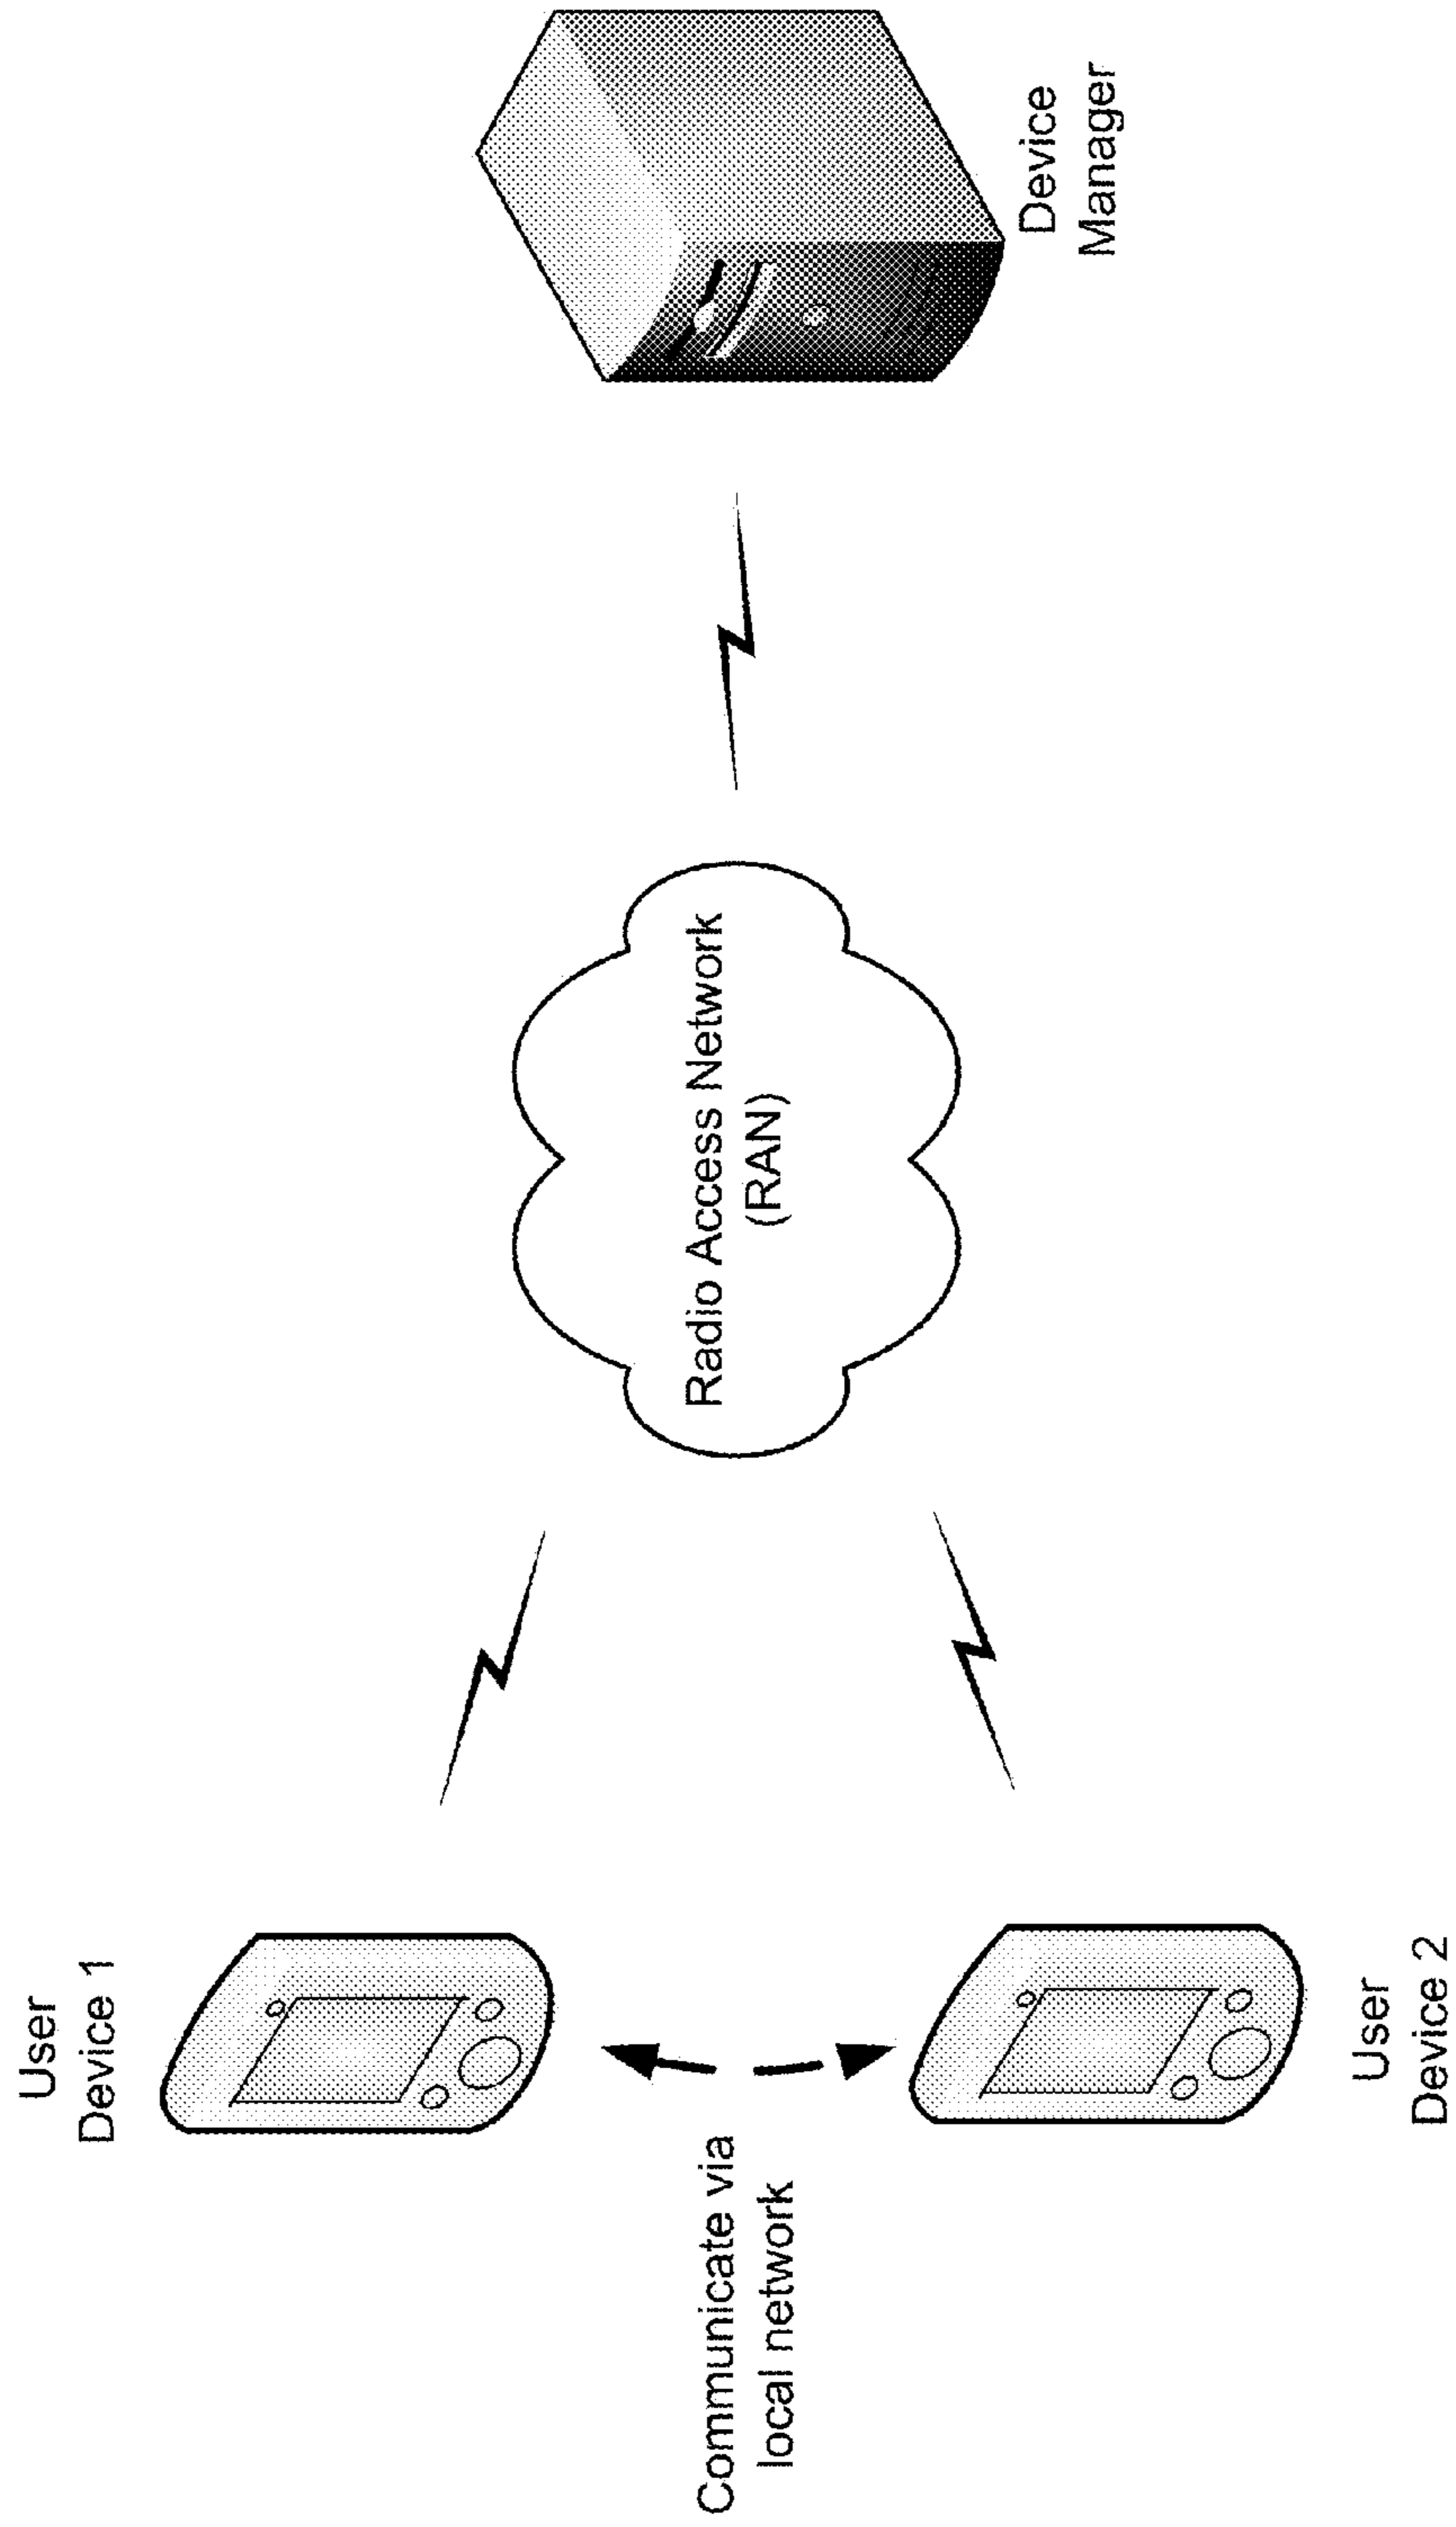 User
Device 1
Communicate via
local network
User
Device 2
Radio Access Network
(RAN)
Device
Manager